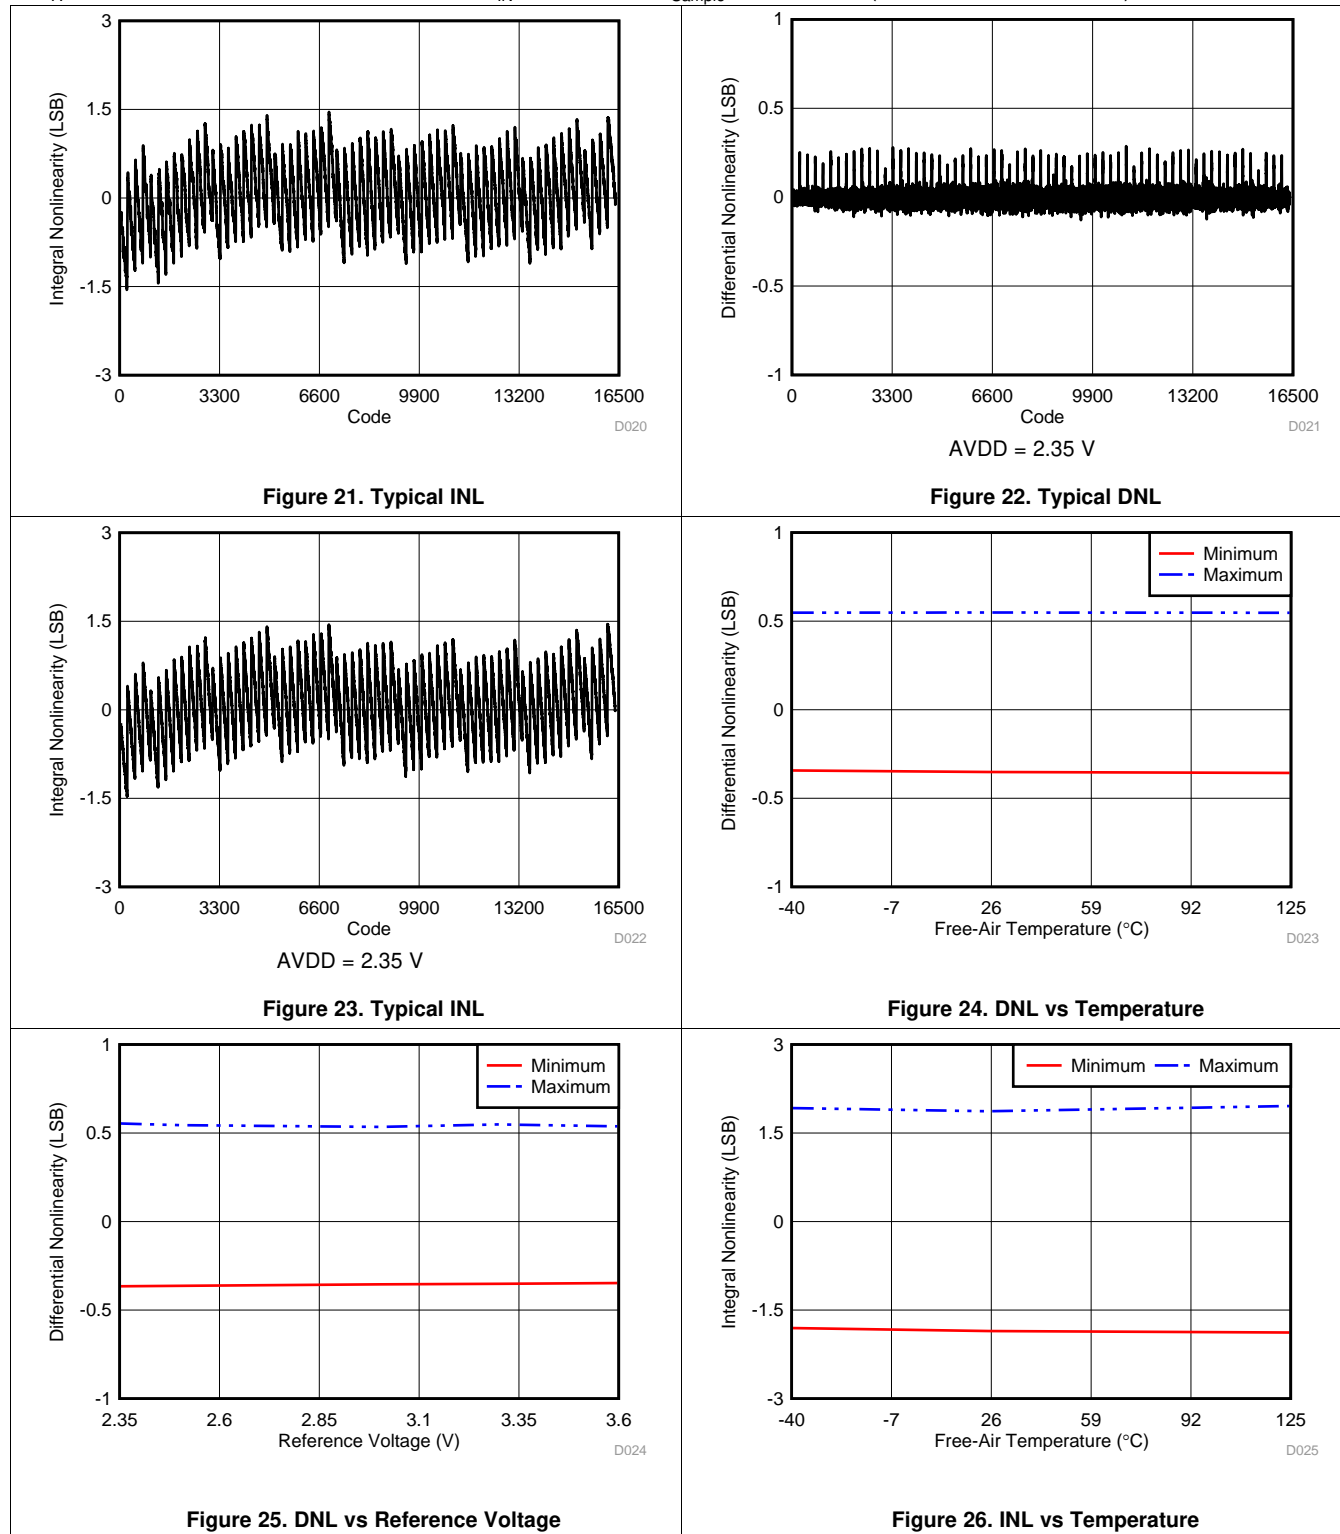 3
1.5
0
-1.5
-3
Integral Nonlinearity (LSB)
0 3300 6600 9900 13200 16500
Code
D020
Figure 21. Typical INL
1
0.5
0
-0.5
-1
Differential Nonlinearity (LSB)
0 3300 6600 9900 13200 16500
Code
D021
AVDD = 2.35 V
Figure 22. Typical DNL
3
1.5
0
-1.5
-3
Integral Nonlinearity (LSB)
0 3300 6600 9900 13200 16500
Code
D022
AVDD = 2.35 V
Figure 23. Typical INL
1
0.5
0
-0.5
-1
Differential Nonlinearity (LSB)
Minimum
Maximum
-40 -7 26 59 92 125
Free-Air Temperature (°C)
D023
Figure 24. DNL vs Temperature
1
0.5
0
-0.5
-1
Differential Nonlinearity (LSB)
Minimum
Maximum
2.35 2.6 2.85 3.1 3.35 3.6
Reference Voltage (V)
D024
Figure 25. DNL vs Reference Voltage
3
1.5
0
-1.5
-3
Integral Nonlinearity (LSB)
Minimum Maximum
-40 -7 26 59 92 125
Free-Air Temperature (°C)
D025
Figure 26. INL vs Temperature